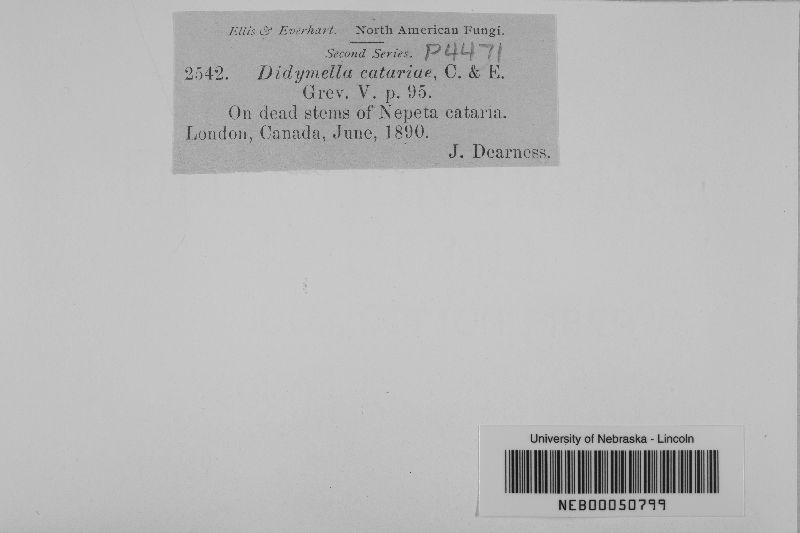 Ellis & Everhart. North American Fungi.
Second Series. P4471
2542. Didymella catariae, C. & E.
Grev. V. p. 95.
On dead stems of Nepeta cataria.
London, Canada, June, 1890.
J. Dearness.
University of Nebraska - Lincoln
NEB00050799